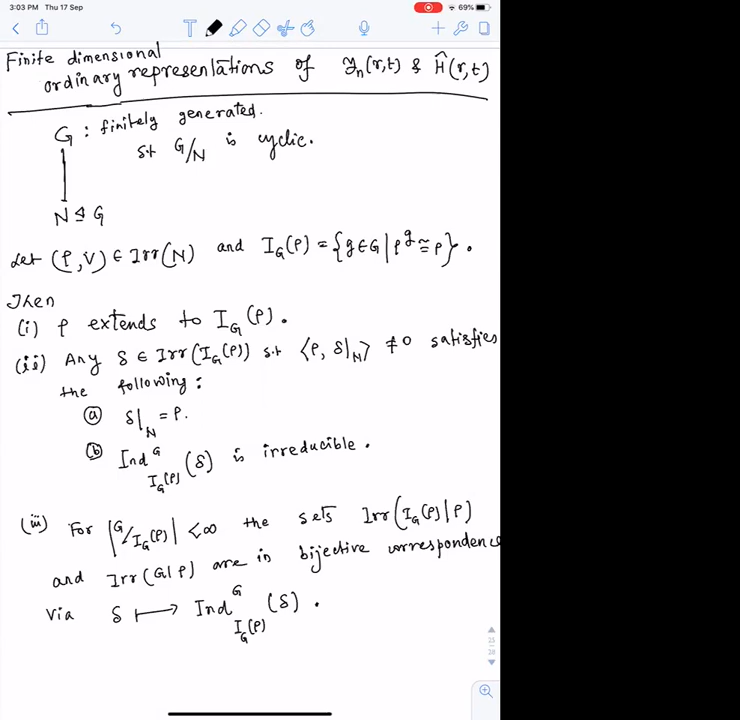 3:03 PM Thu 17 Sep
69%
Finite dimensional
ordinary representations of 𝒴ₙ(r,t) & Ĥ(r,t)
G : finitely generated.
st G/N is cyclic.
N ⊴ G
Let (ρ,V) ∈ Irr(N) and I_G(ρ) = {g∈G | ρ^g ≅ ρ}.
Then
(i) ρ extends to I_G(ρ).
(ii) Any δ ∈ Irr(I_G(ρ)) s.t ⟨ρ, δ|_N⟩ ≠ 0 satisfies
the following:
ⓐ δ|_N = ρ.
ⓑ Ind^G_{I_G(ρ)} (δ) is irreducible.
(iii) For |G/I_G(ρ)| < ∞ the sets Irr(I_G(ρ)|ρ)
and Irr(G|ρ) are in bijective correspondence
via δ ⟼ Ind^G_{I_G(ρ)} (δ).